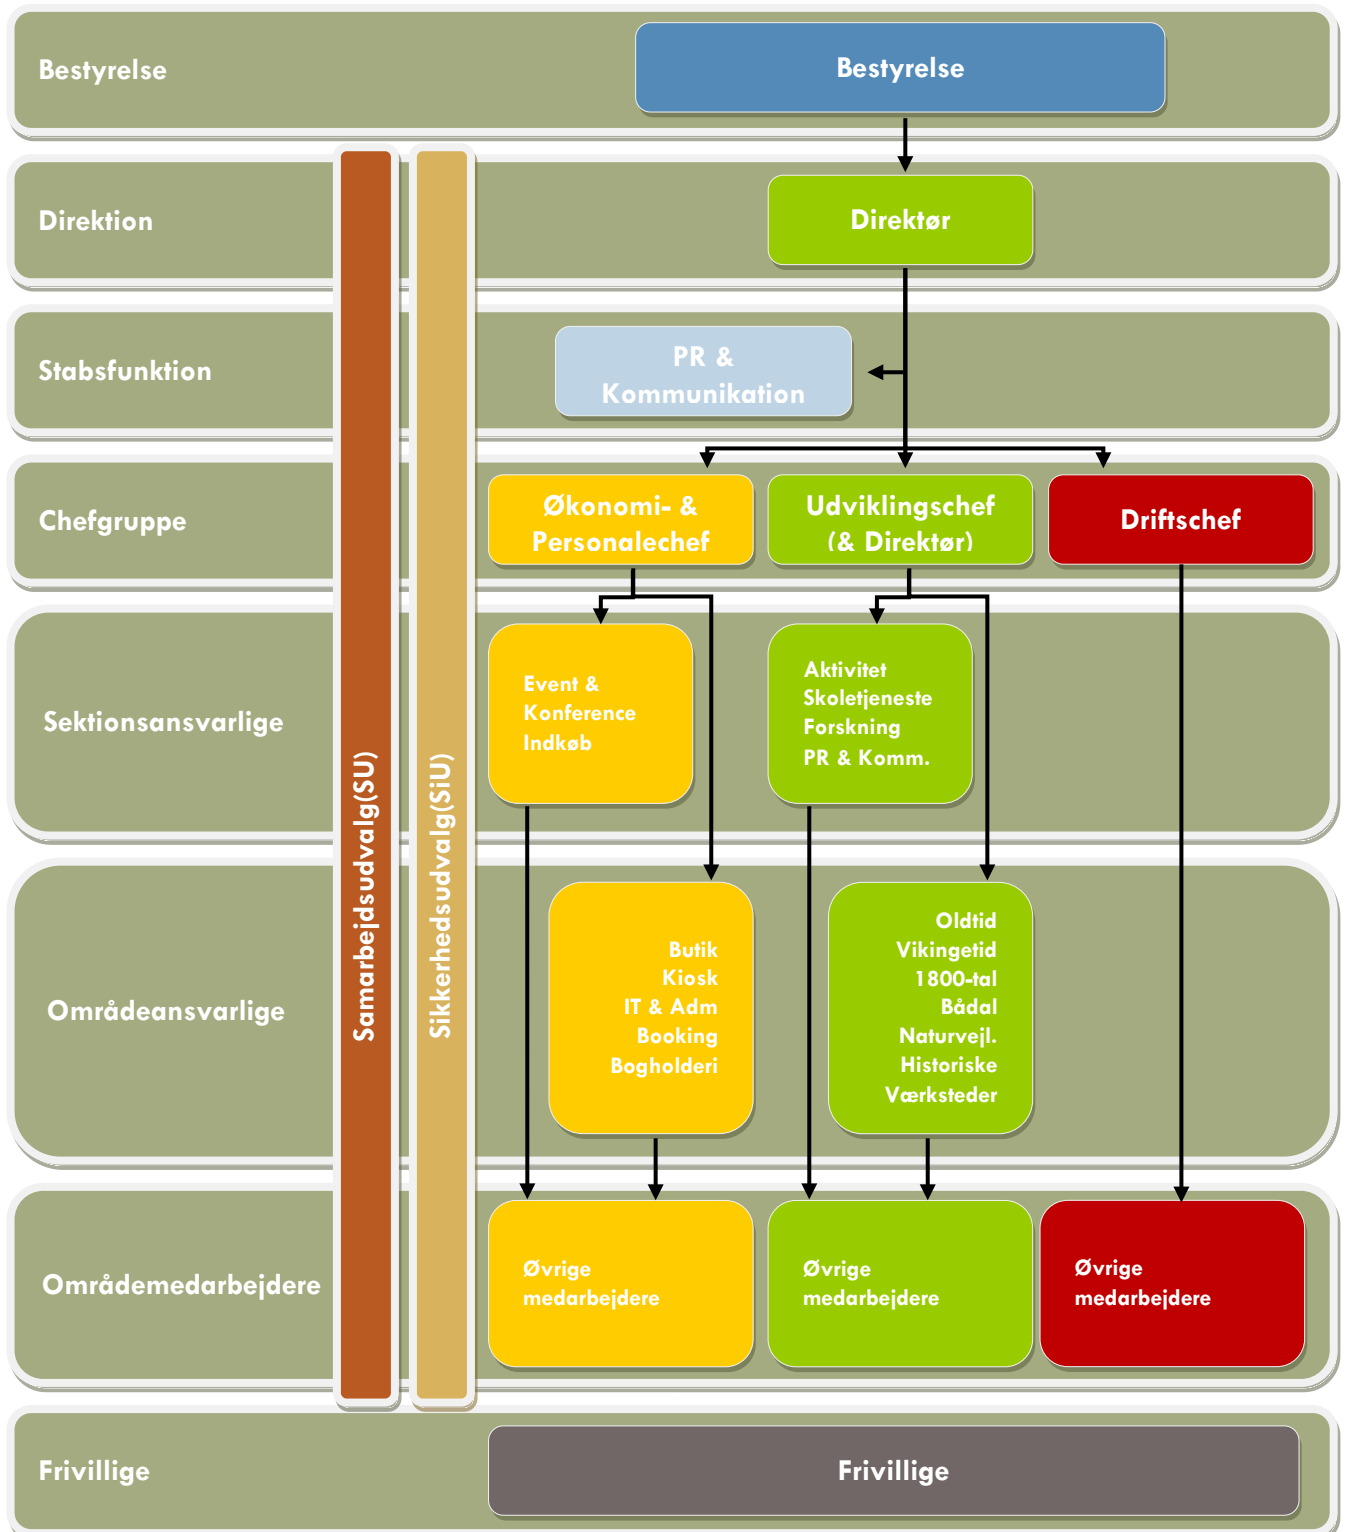 Bestyrelse
Bestyrelse
Direktion
Direktør
Stabsfunktion
PR &
Kommunikation
Chefgruppe
Økonomi- &
Personalechef
Udviklingschef
(& Direktør)
Driftschef
Sektionsansvarlige
Event &
Konference
Indkøb
Aktivitet
Skoletjeneste
Forskning
PR & Komm.
Samarbejdsudvalg(SU)
Sikkerhedsudvalg(SiU)
Områdeansvarlige
Butik
Kiosk
IT & Adm
Booking
Bogholderi
Oldtid
Vikingetid
1800-tal
Bådal
Naturvejl.
Historiske
Værksteder
Områdemedarbejdere
Øvrige
medarbejdere
Øvrige
medarbejdere
Øvrige
medarbejdere
Frivillige
Frivillige